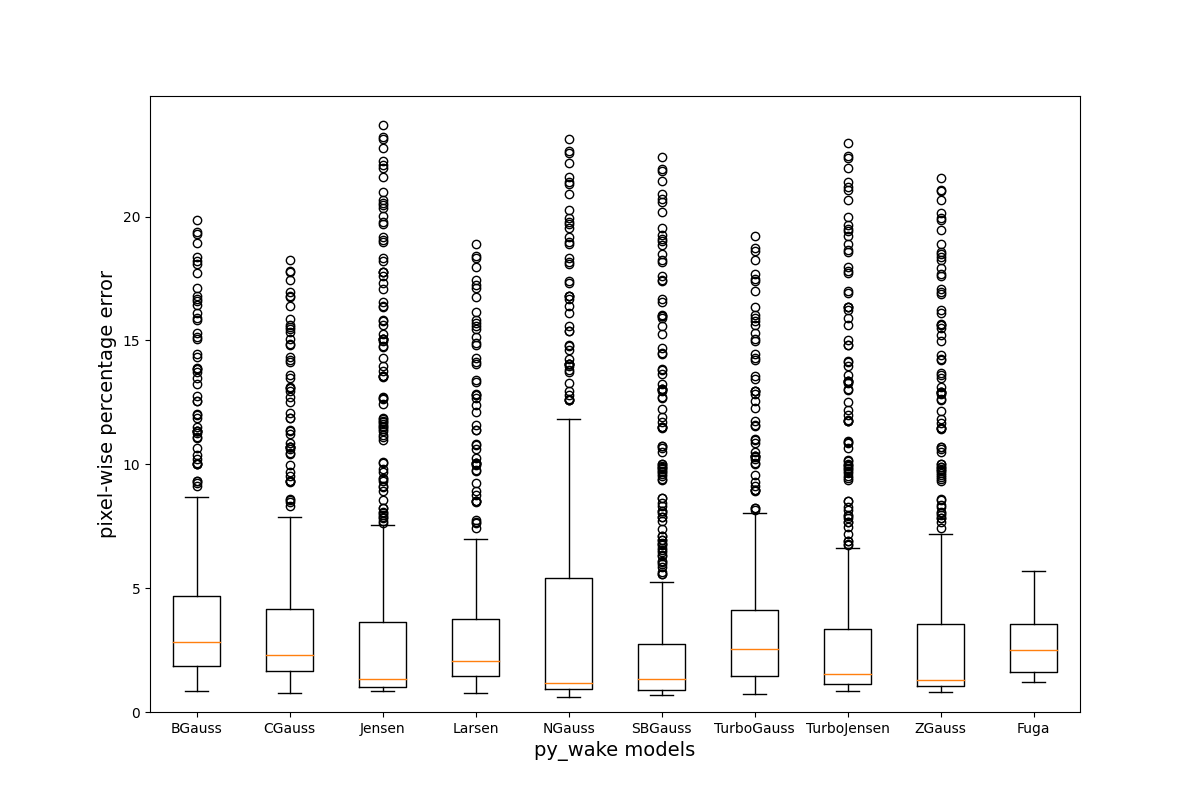 pixel-wise percentage error
20
15
10
5
0
BGauss CGauss Jensen Larsen NGauss SBGauss TurboGauss TurboJensen ZGauss Fuga
py_wake models